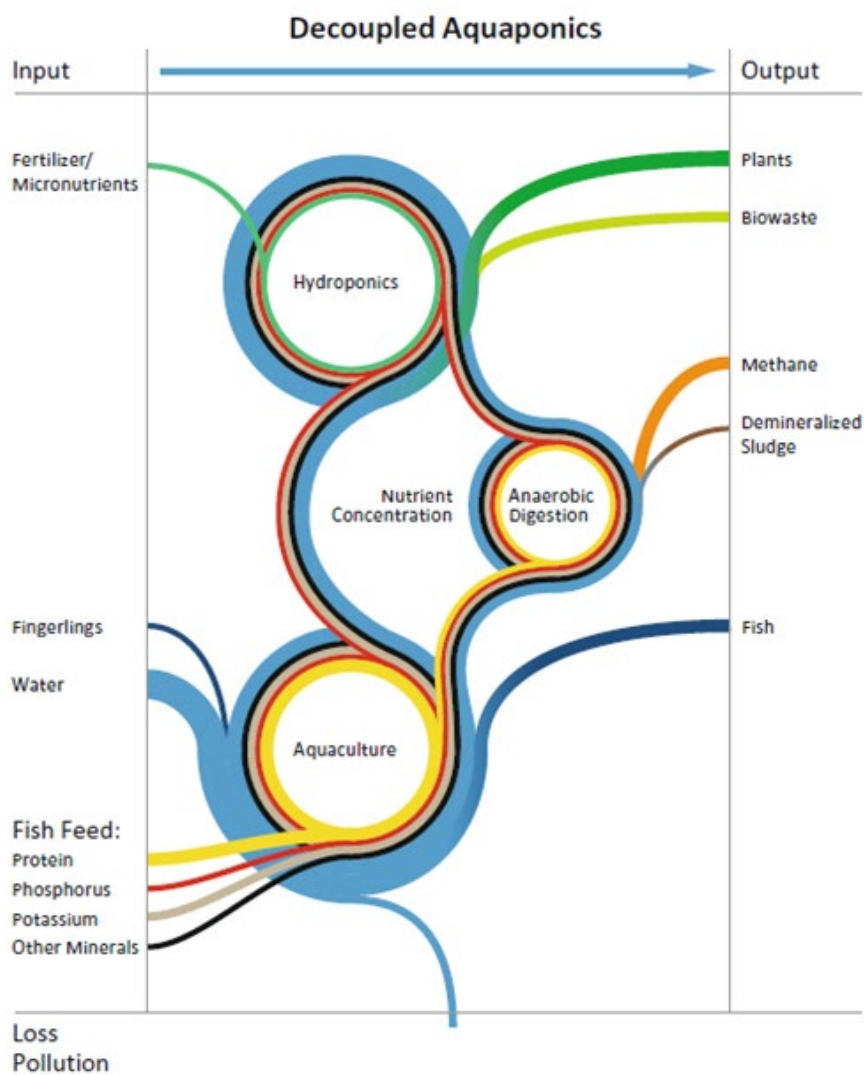 Decoupled Aquaponics
Input
Output
Fertilizer/
Micronutrients
Plants
Biowaste
Hydroponics
Methane
Demineralized
Sludge
Nutrient
Concentration
Anaerobic
Digestion
Fingerlings
Fish
Water
Aquaculture
Fish Feed:
Protein
Phosphorus
Potassium
Other Minerals
Loss
Pollution